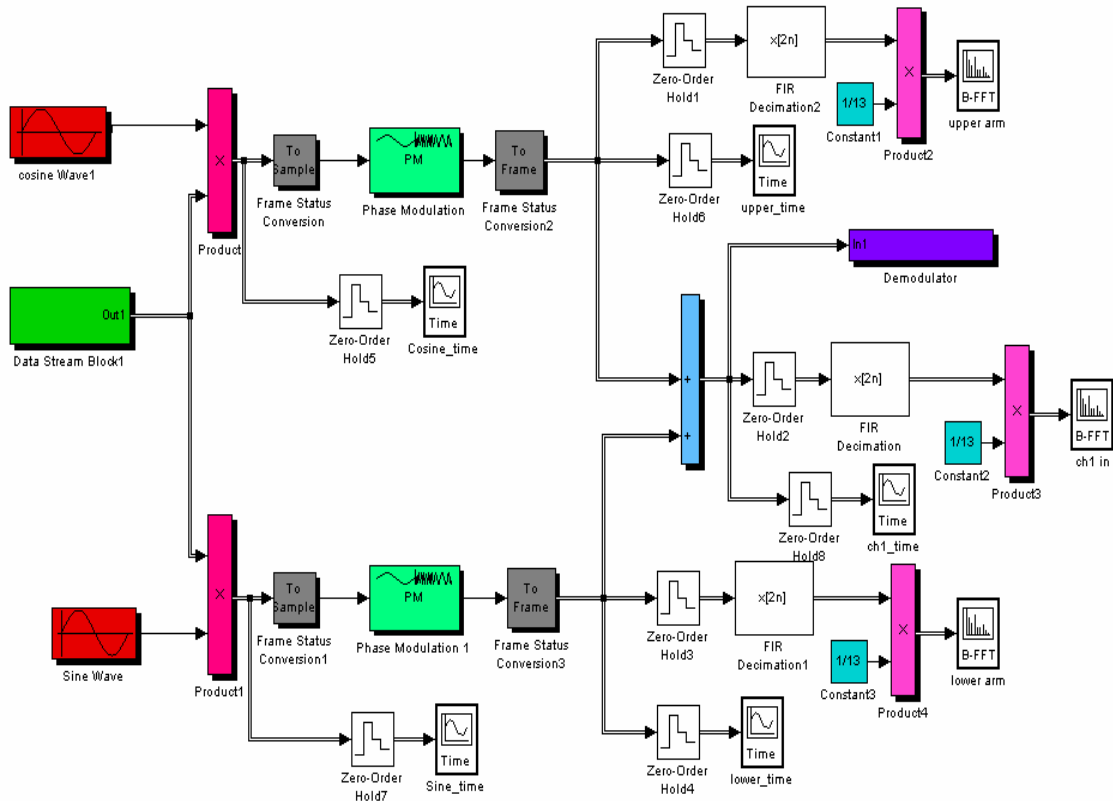 Zero-Order
Hold1
x[2n]
FIR
Decimation2
1/13
Constant1
×
Product2
B-FFT
upper arm
cosine Wave1
×
Product
To
Sample
Frame Status
Conversion
PM
Phase Modulation
To
Frame
Frame Status
Conversion2
Zero-Order
Hold6
Time
upper_time
In1
Demodulator
Out1
Data Stream Block1
Zero-Order
Hold5
Time
Cosine_time
+
+
Zero-Order
Hold2
x[2n]
FIR
Decimation
1/13
Constant2
×
Product3
B-FFT
ch1 in
Zero-Order
Hold8
Time
ch1_time
Sine Wave
×
Product1
To
Sample
Frame Status
Conversion1
PM
Phase Modulation 1
To
Frame
Frame Status
Conversion3
Zero-Order
Hold3
x[2n]
FIR
Decimation1
1/13
Constant3
×
Product4
B-FFT
lower arm
Zero-Order
Hold7
Time
Sine_time
Zero-Order
Hold4
Time
lower_time